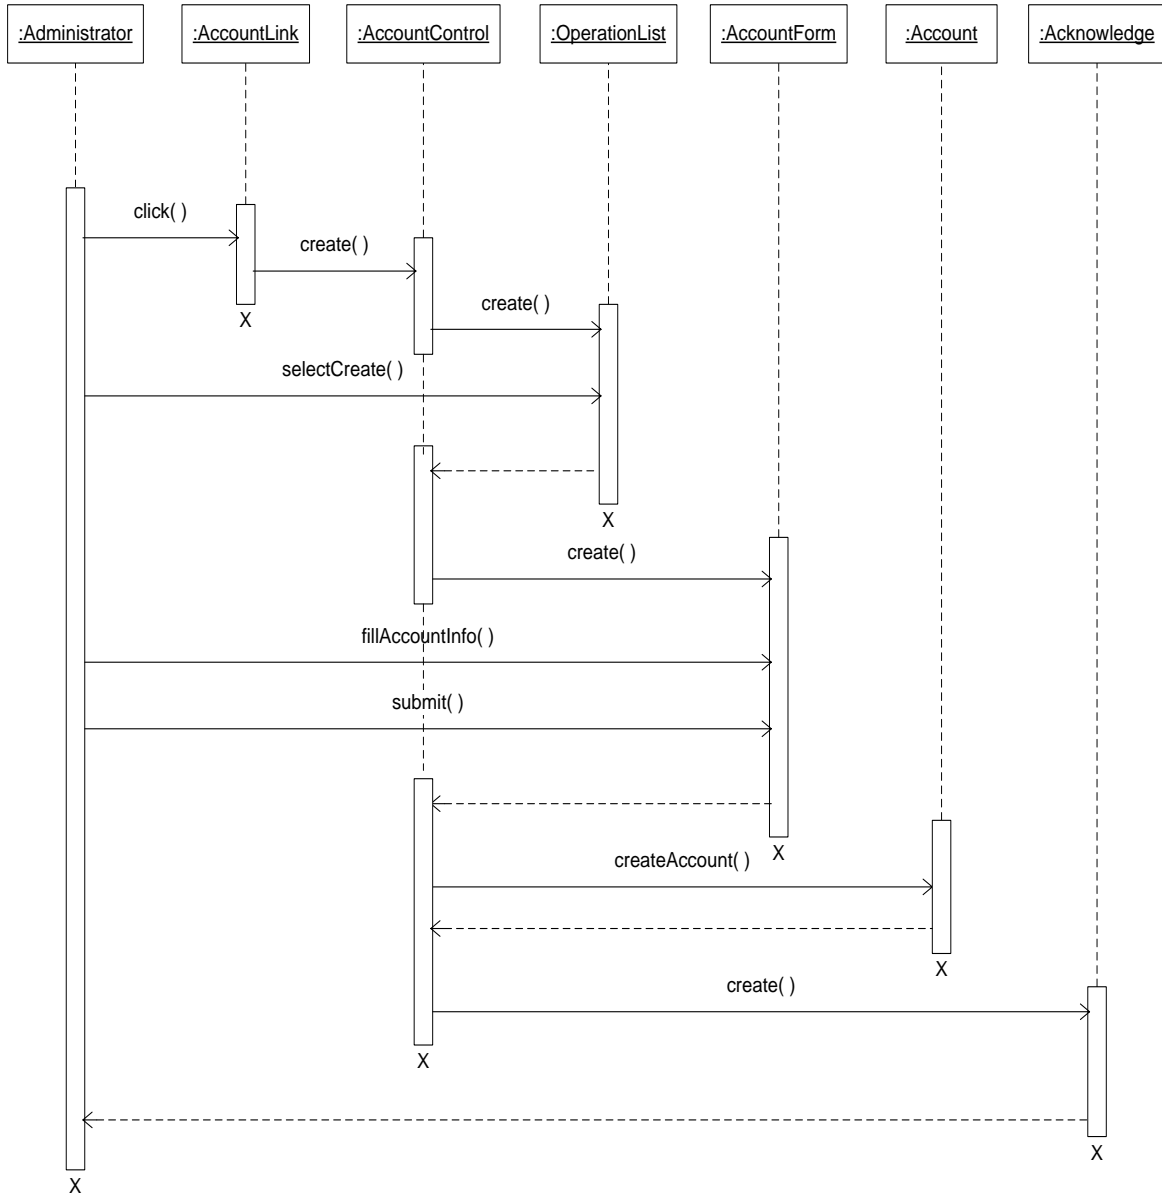 :Administrator
:AccountLink
:AccountControl
:OperationList
:AccountForm
:Account
:Acknowledge
click( )
create( )
create( )
X
selectCreate( )
X
create( )
fillAccountInfo( )
submit( )
X
createAccount( )
X
create( )
X
X
X